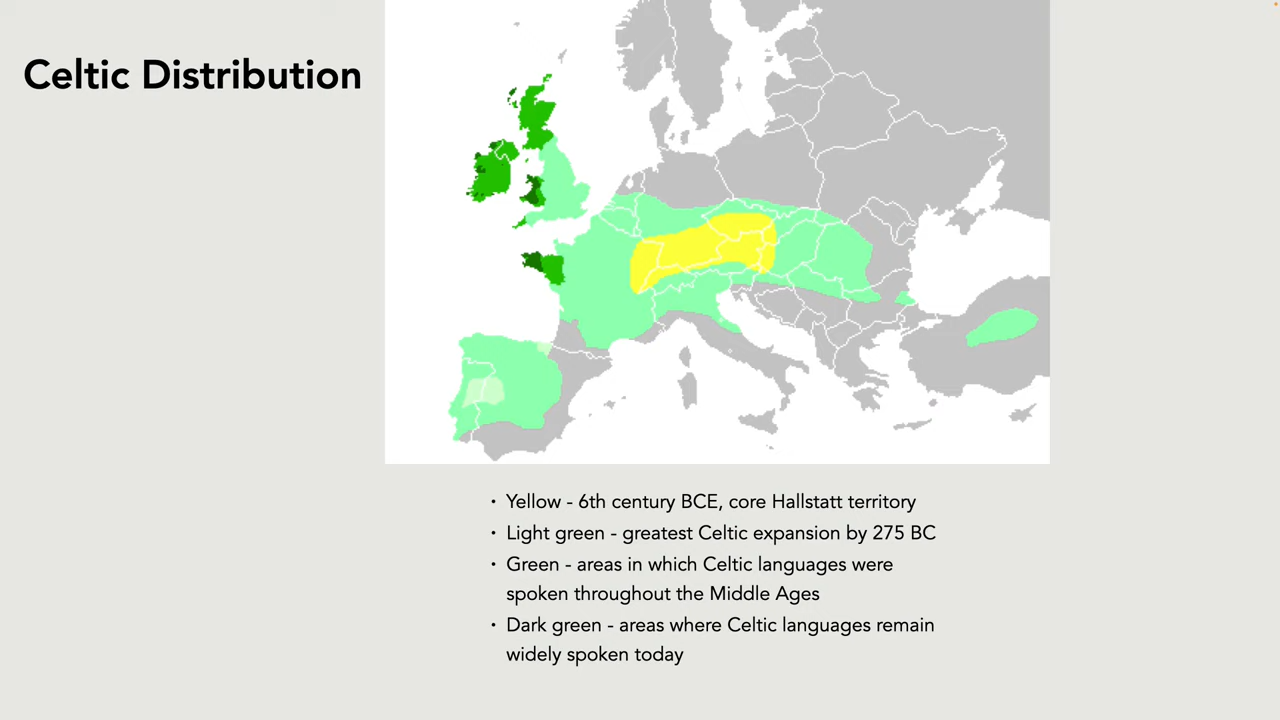 Celtic Distribution
• Yellow - 6th century BCE, core Hallstatt territory
• Light green - greatest Celtic expansion by 275 BC
• Green - areas in which Celtic languages were
spoken throughout the Middle Ages
• Dark green - areas where Celtic languages remain
widely spoken today